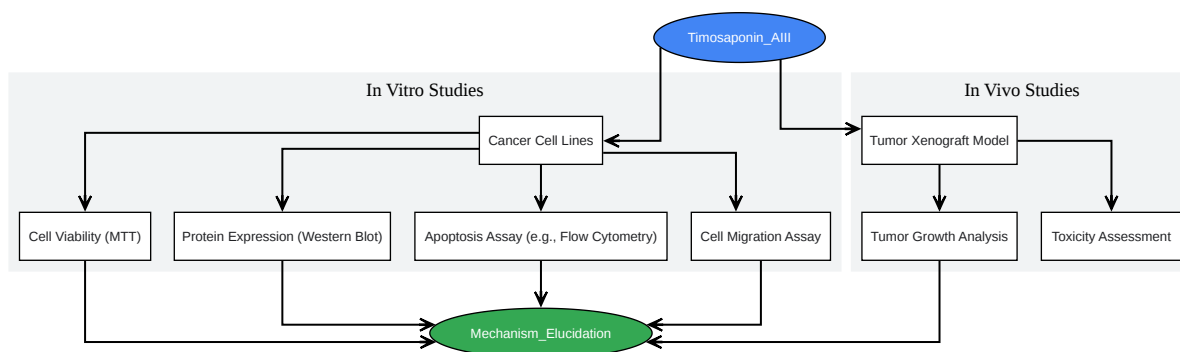 Timosaponin_AIII
In Vitro Studies
In Vivo Studies
Cancer Cell Lines
Tumor Xenograft Model
Cell Viability (MTT)
Protein Expression (Western Blot)
Apoptosis Assay (e.g., Flow Cytometry)
Cell Migration Assay
Tumor Growth Analysis
Toxicity Assessment
Mechanism_Elucidation